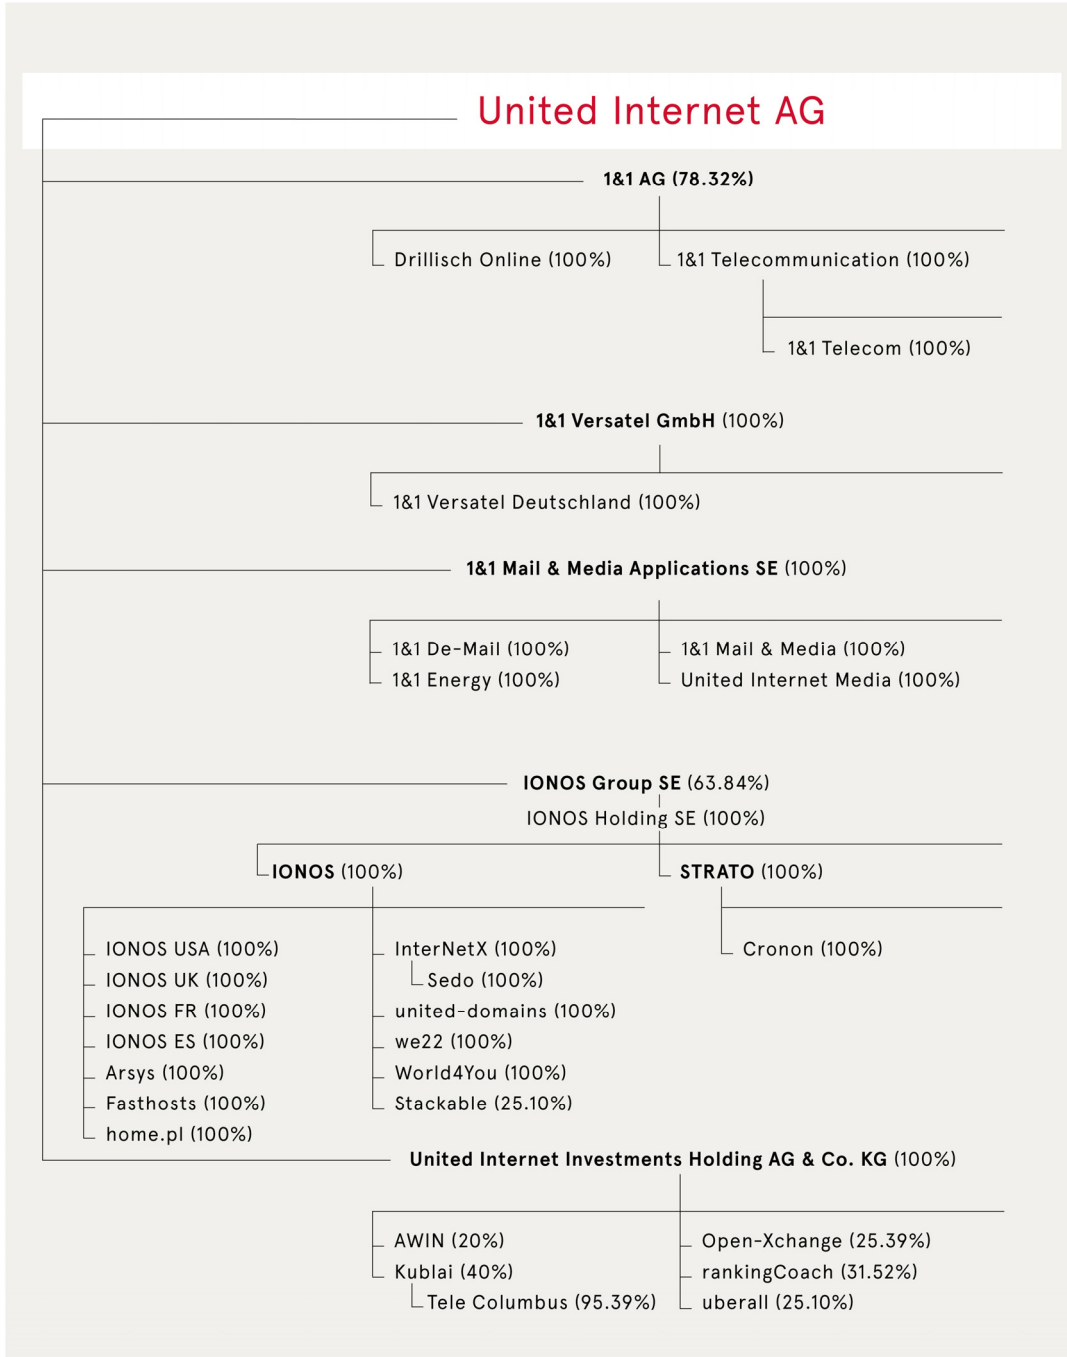 United Internet AG
1&1 AG (78.32%)
Drillisch Online (100%)
1&1 Telecommunication (100%)
1&1 Telecom (100%)
1&1 Versatel GmbH (100%)
1&1 Versatel Deutschland (100%)
1&1 Mail & Media Applications SE (100%)
1&1 De-Mail (100%)
1&1 Energy (100%)
1&1 Mail & Media (100%)
United Internet Media (100%)
IONOS Group SE (63.84%)
IONOS Holding SE (100%)
IONOS (100%)
STRATO (100%)
IONOS USA (100%)
IONOS UK (100%)
IONOS FR (100%)
IONOS ES (100%)
Arsys (100%)
Fasthosts (100%)
home.pl (100%)
InterNetX (100%)
Sedo (100%)
united-domains (100%)
we22 (100%)
World4You (100%)
Stackable (25.10%)
Cronon (100%)
United Internet Investments Holding AG & Co. KG (100%)
AWIN (20%)
Kublai (40%)
Tele Columbus (95.39%)
Open-Xchange (25.39%)
rankingCoach (31.52%)
uberall (25.10%)